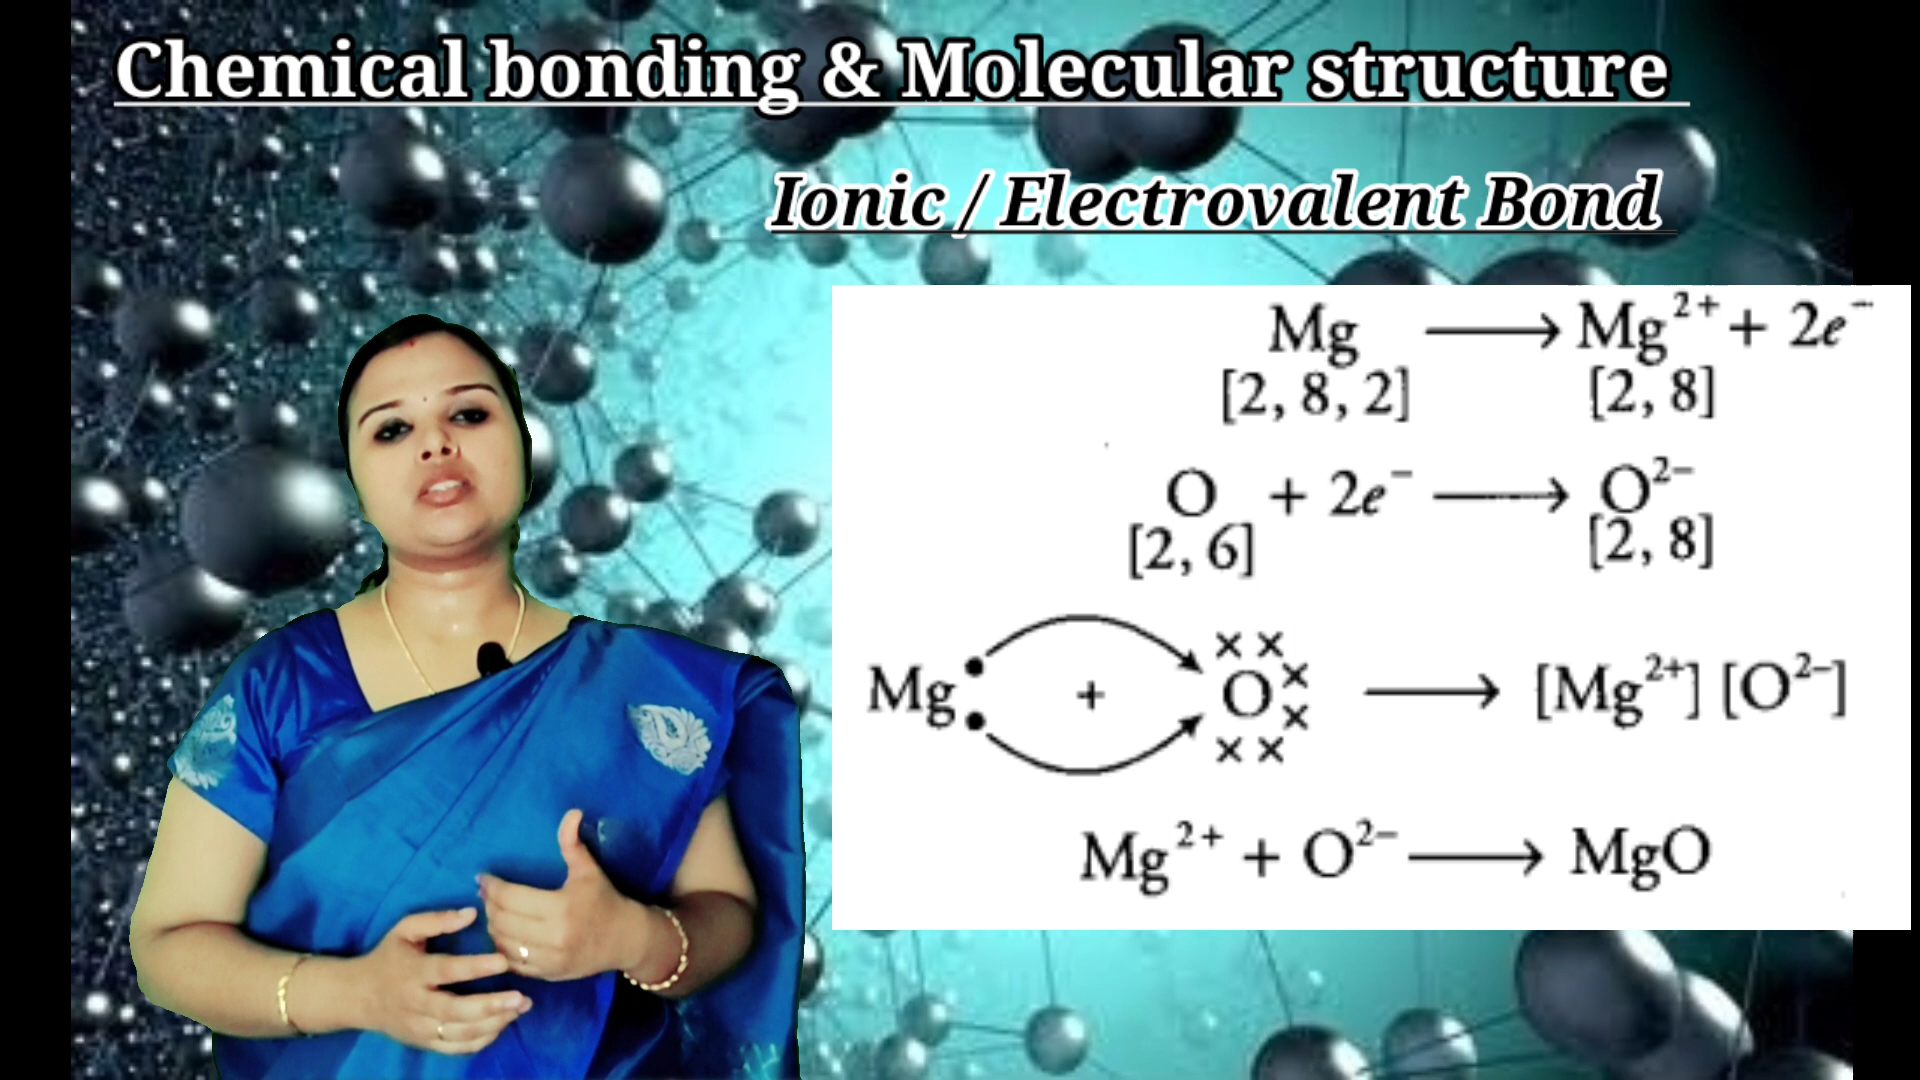 Chemical bonding & Molecular structure
Ionic / Electrovalent Bond
Mg ⟶ Mg²⁺ + 2e⁻
[2, 8, 2] [2, 8]
O + 2e⁻ ⟶ O²⁻
[2, 6] [2, 8]
Mg + O ⟶ [Mg²⁺] [O²⁻]
Mg²⁺ + O²⁻ ⟶ MgO